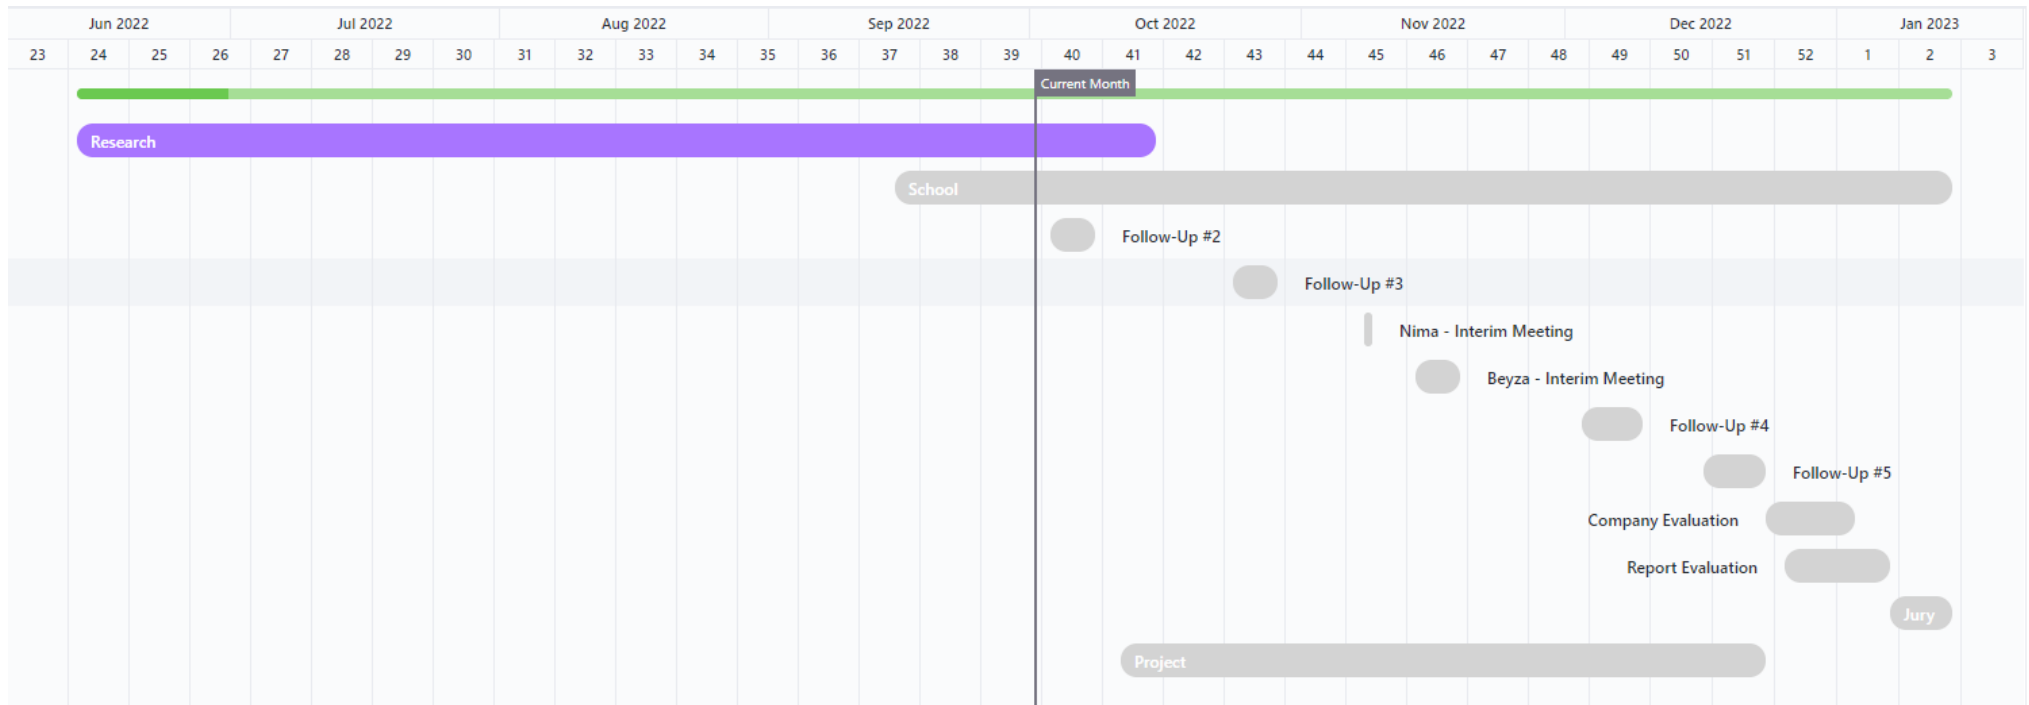 Jun 2022 Jul 2022 Aug 2022 Sep 2022 Oct 2022 Nov 2022 Dec 2022 Jan 2023
23 24 25 26 27 28 29 30 31 32 33 34 35 36 37 38 39 40 41 42 43 44 45 46 47 48 49 50 51 52 1 2 3
Current Month
Research
School
Follow-Up #2
Follow-Up #3
Nima - Interim Meeting
Beyza - Interim Meeting
Follow-Up #4
Follow-Up #5
Company Evaluation
Report Evaluation
Jury
Project